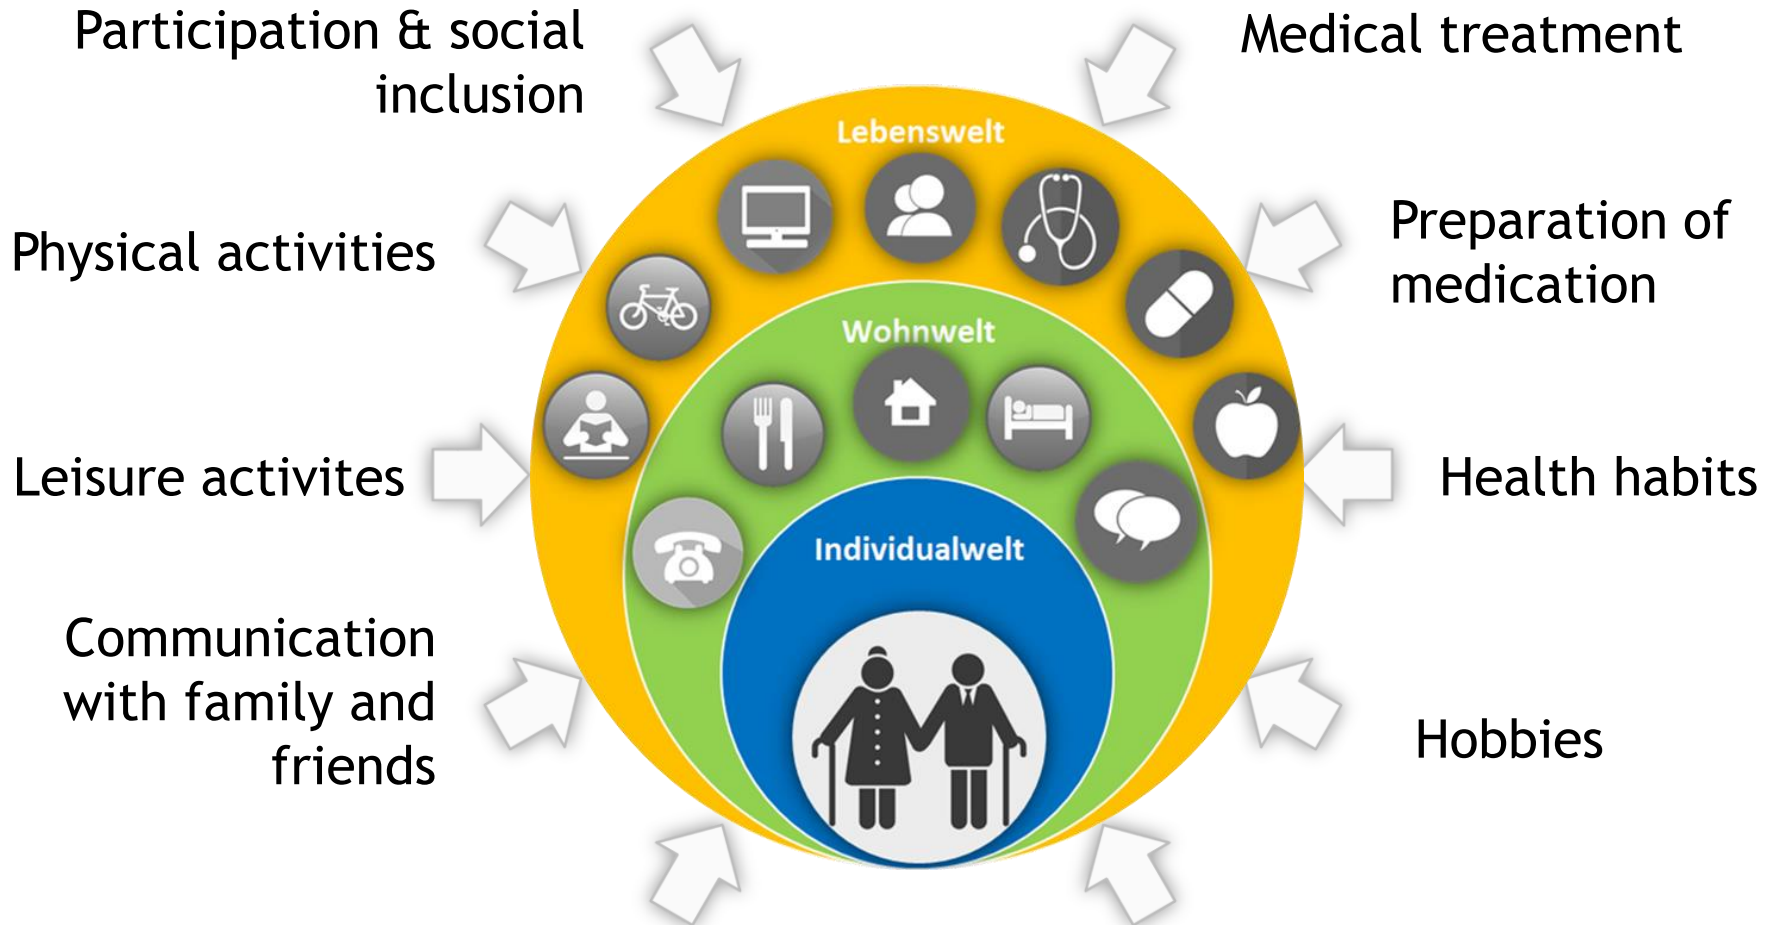 Participation & social
inclusion
Medical treatment
Lebenswelt
Physical activities
Preparation of
medication
Wohnwelt
Leisure activites
Health habits
Individualwelt
Communication
with family and
friends
Hobbies